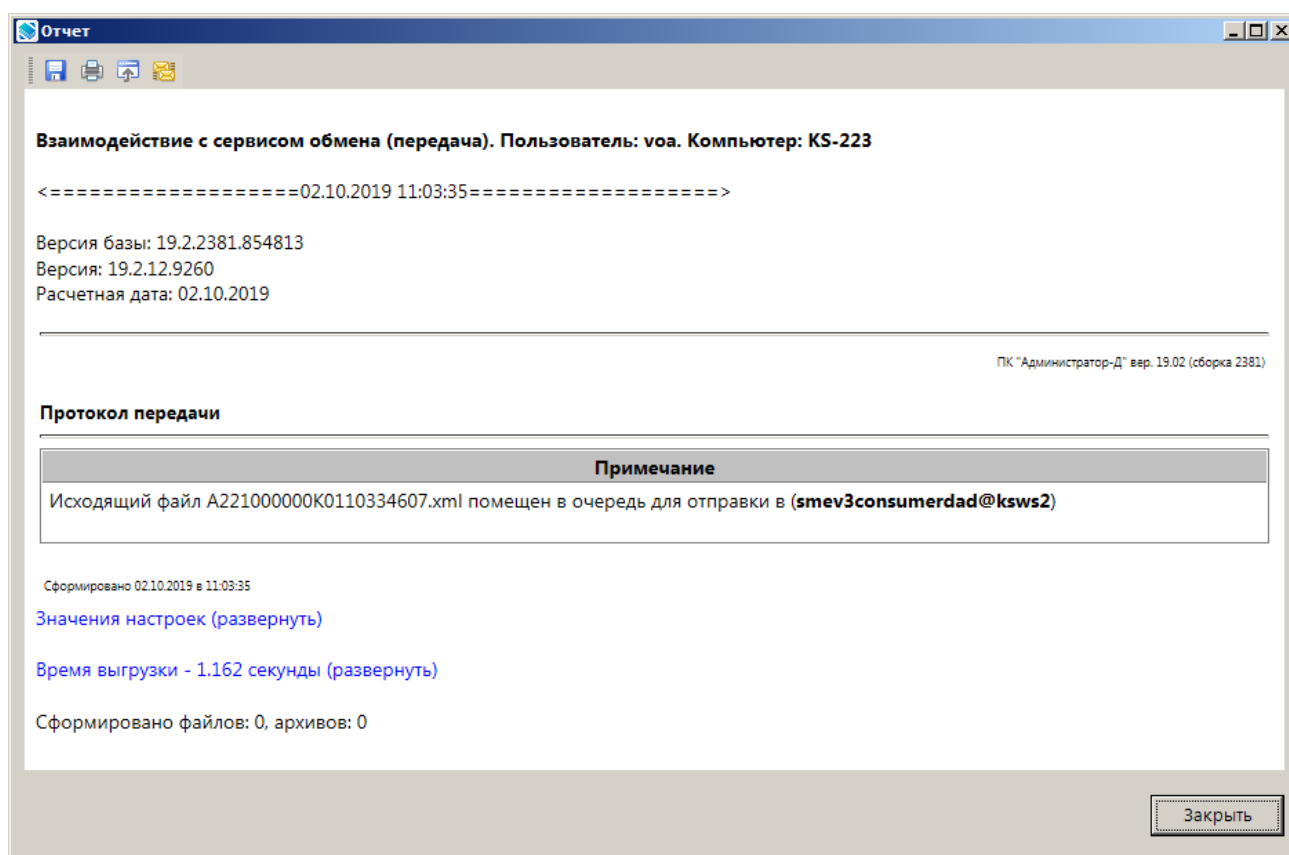 Отчет
Взаимодействие с сервисом обмена (передача). Пользователь: voa. Компьютер: KS-223
<===================02.10.2019 11:03:35===================>
Версия базы: 19.2.2381.854813
Версия: 19.2.12.9260
Расчетная дата: 02.10.2019
ПК "Администратор-Д" вер. 19.02 (сборка 2381)
Протокол передачи
Примечание
Исходящий файл A221000000K0110334607.xml помещен в очередь для отправки в (smev3consumerdad@ksws2)
Сформировано 02.10.2019 в 11:03:35
Значения настроек (развернуть)
Время выгрузки - 1.162 секунды (развернуть)
Сформировано файлов: 0, архивов: 0
Закрыть